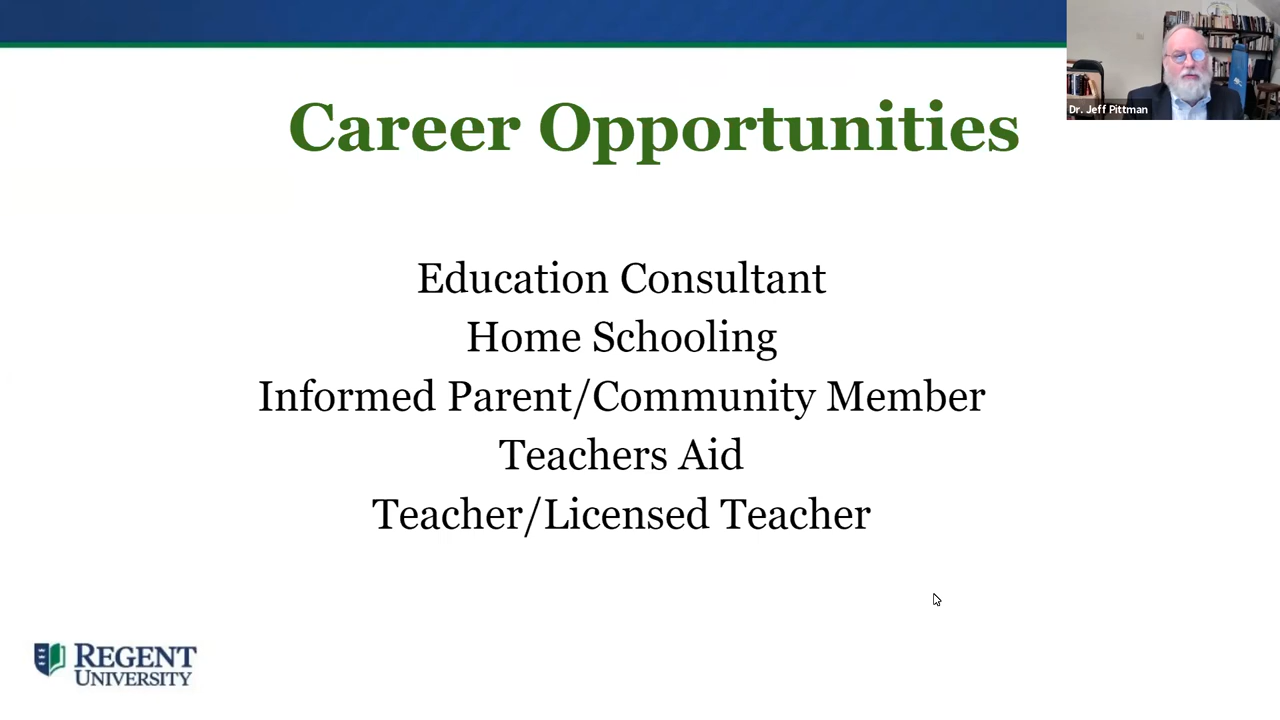 Career Opportunities
Dr. Jeff Pittman
Education Consultant
Home Schooling
Informed Parent/Community Member
Teachers Aid
Teacher/Licensed Teacher
REGENT
UNIVERSITY